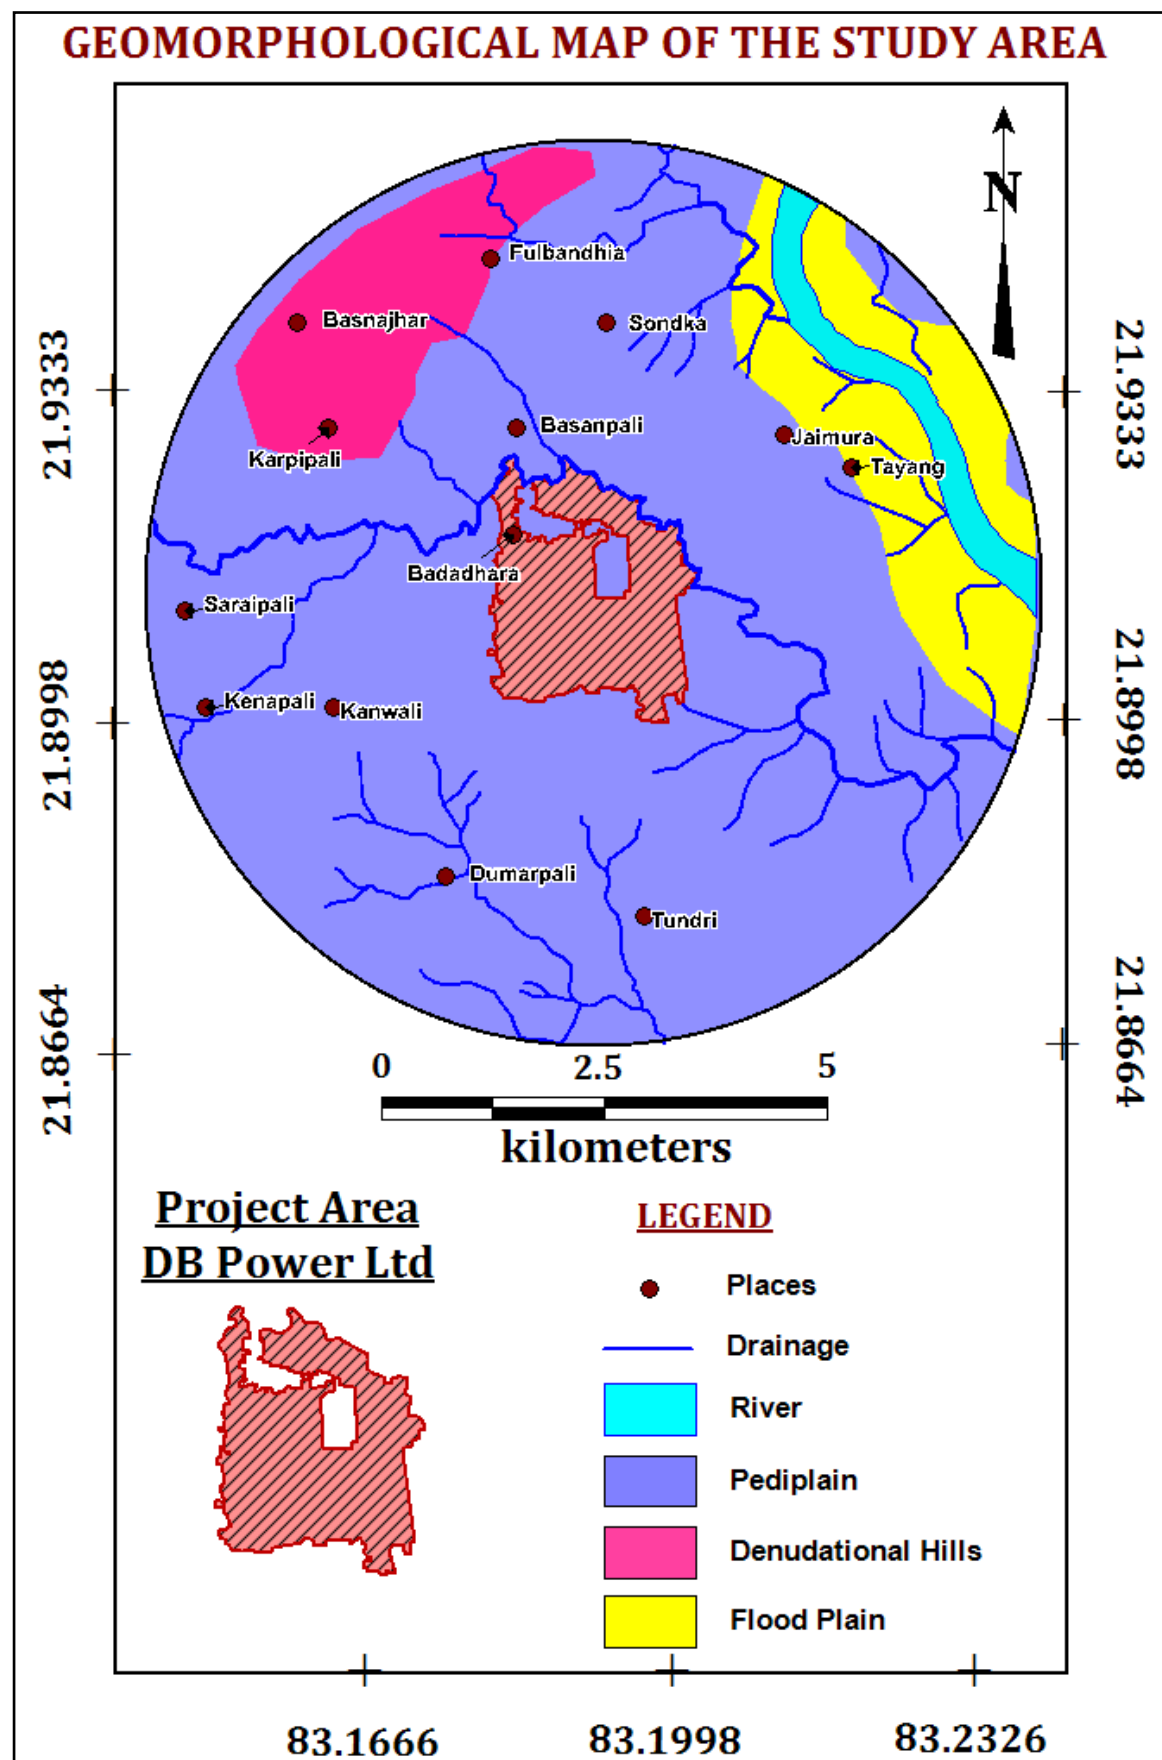 GEOMORPHOLOGICAL MAP OF THE STUDY AREA
N
Fulbandhia
Basnajhar
Sondka
21.9333
21.9333
Basanpali
Jaimura
Karpipali
Tayang
Badadhara
Saraipali
21.8998
21.8998
Kenapali
Kanwali
Dumarpali
Tundri
21.8664
21.8664
0 2.5 5
kilometers
Project Area
DB Power Ltd
LEGEND
Places
Drainage
River
Pediplain
Denudational Hills
Flood Plain
83.1666 83.1998 83.2326